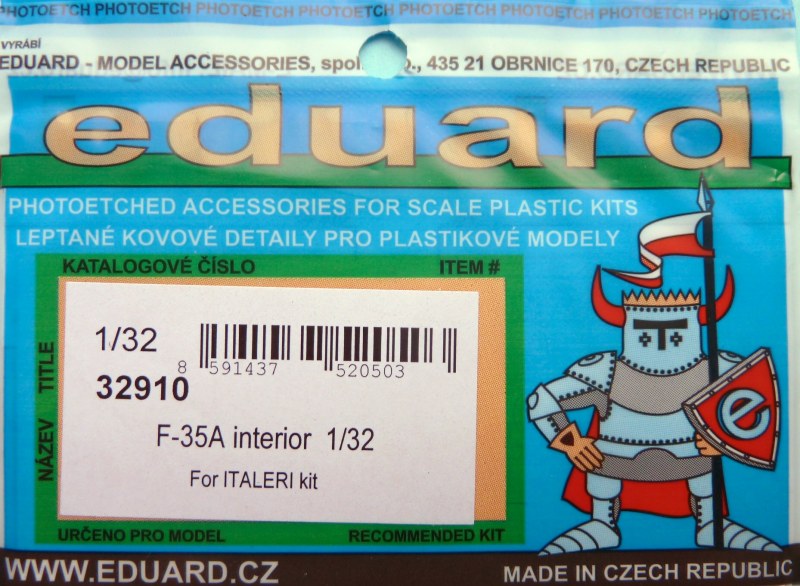 PHOTOETCH PHOTOETCH PHOTOETCH PHOTOETCH PHOTOETCH PHOTOETCH PHOTOETCH
VYRÁBÍ
EDUARD - MODEL ACCESSORIES, spol. o., 435 21 OBRNICE 170, CZECH REPUBLIC
eduard
PHOTOETCHED ACCESSORIES FOR SCALE PLASTIC KITS
LEPTANÉ KOVOVÉ DETAILY PRO PLASTIKOVÉ MODELY
KATALOGOVÉ ČÍSLO ITEM #
1/32
8 591437 520503
32910
NÁZEV TITLE
F-35A interior 1/32
For ITALERI kit
e
URČENO PRO MODEL RECOMMENDED KIT
WWW.EDUARD.CZ MADE IN CZECH REPUBLIC